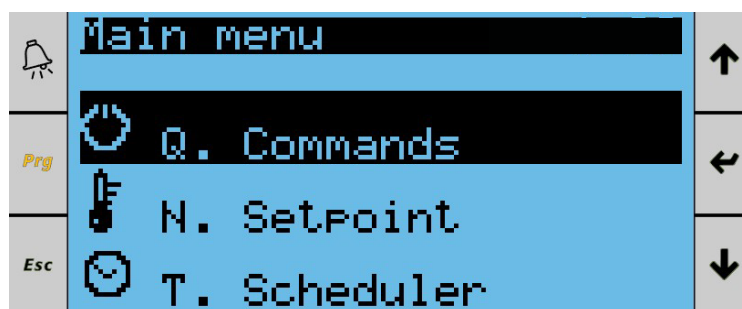 Main menu
Q. Commands
Prg
N. Setpoint
Esc
T. Scheduler